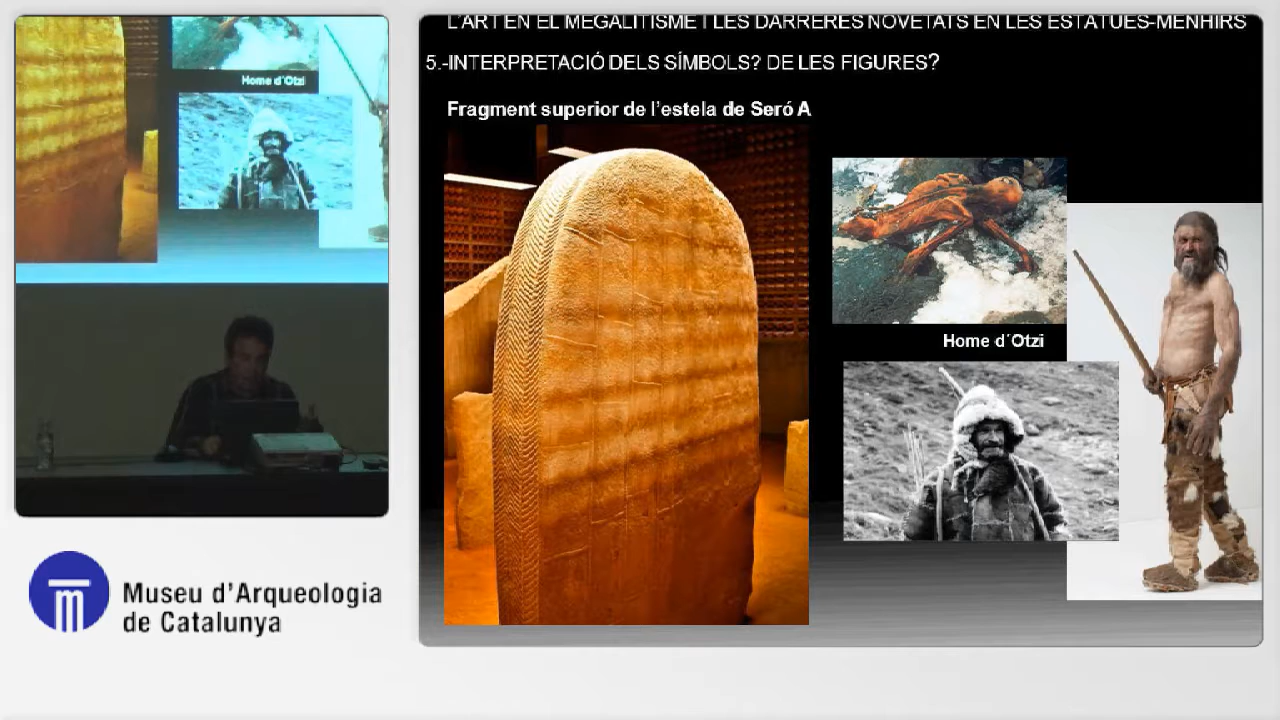 L'ART EN EL MEGALITISME I LES DARRERES NOVETATS EN LES ESTATUES-MENHIRS
5.-INTERPRETACIÓ DELS SÍMBOLS? DE LES FIGURES?
Fragment superior de l'estela de Seró A
Home d´Otzi
Home d´Otzi
Museu d'Arqueologia
de Catalunya